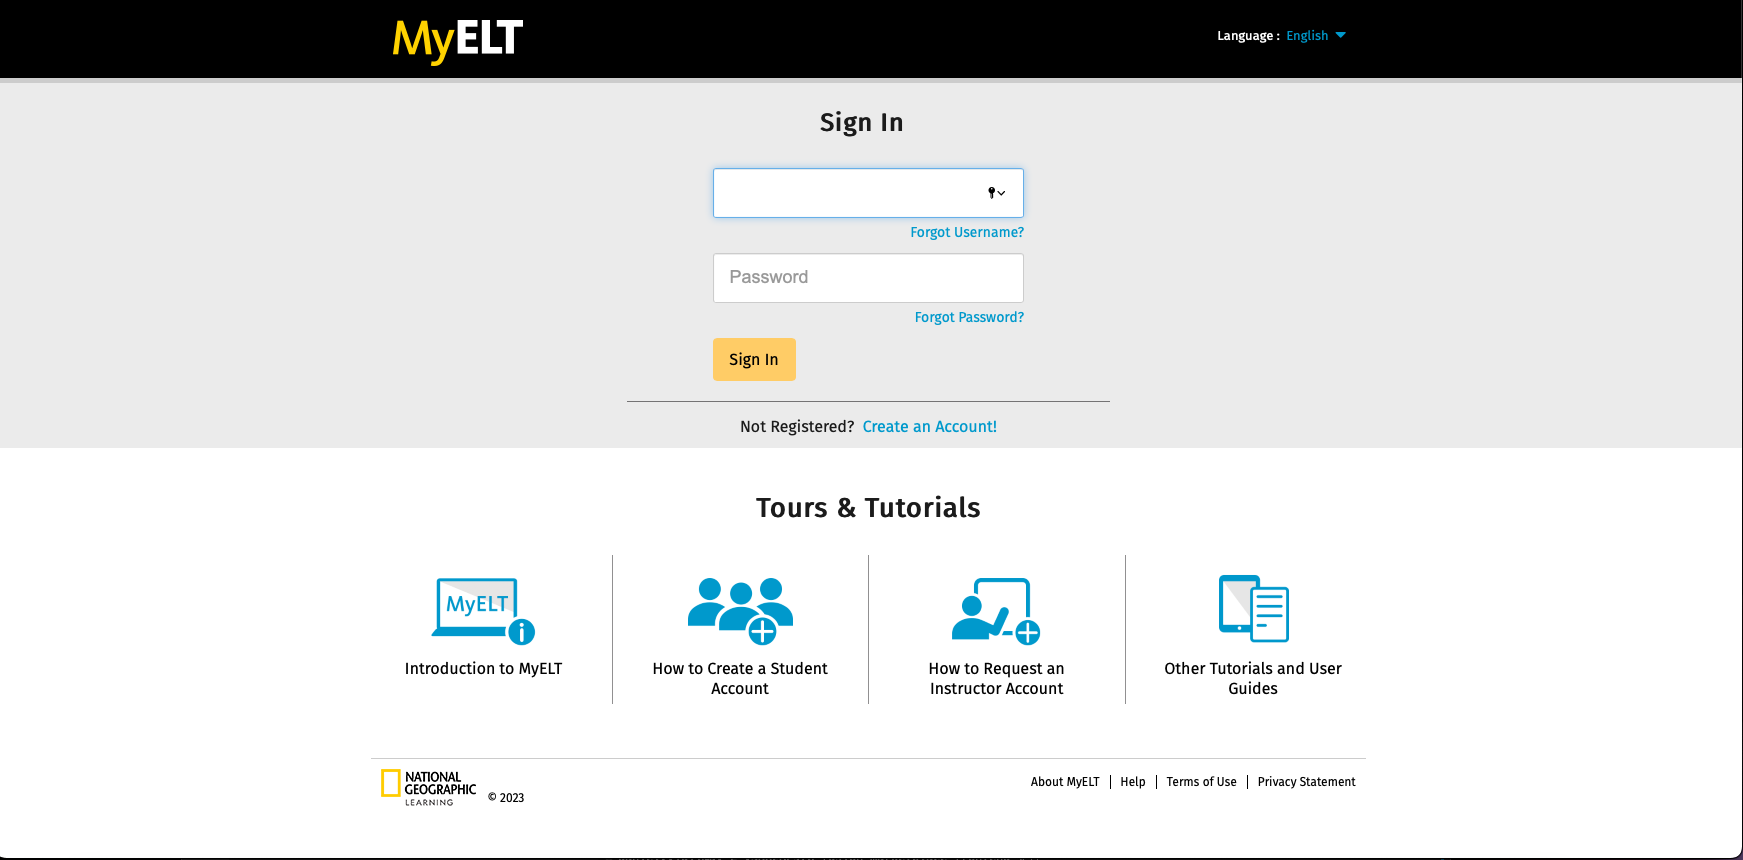 MyELT
Language : English
Sign In
Forgot Username?
Password
Forgot Password?
Sign In
Not Registered? Create an Account!
Tours & Tutorials
MyELT
Introduction to MyELT
How to Create a Student
Account
How to Request an
Instructor Account
Other Tutorials and User
Guides
NATIONAL
GEOGRAPHIC
LEARNING
© 2023
About MyELT
Help
Terms of Use
Privacy Statement